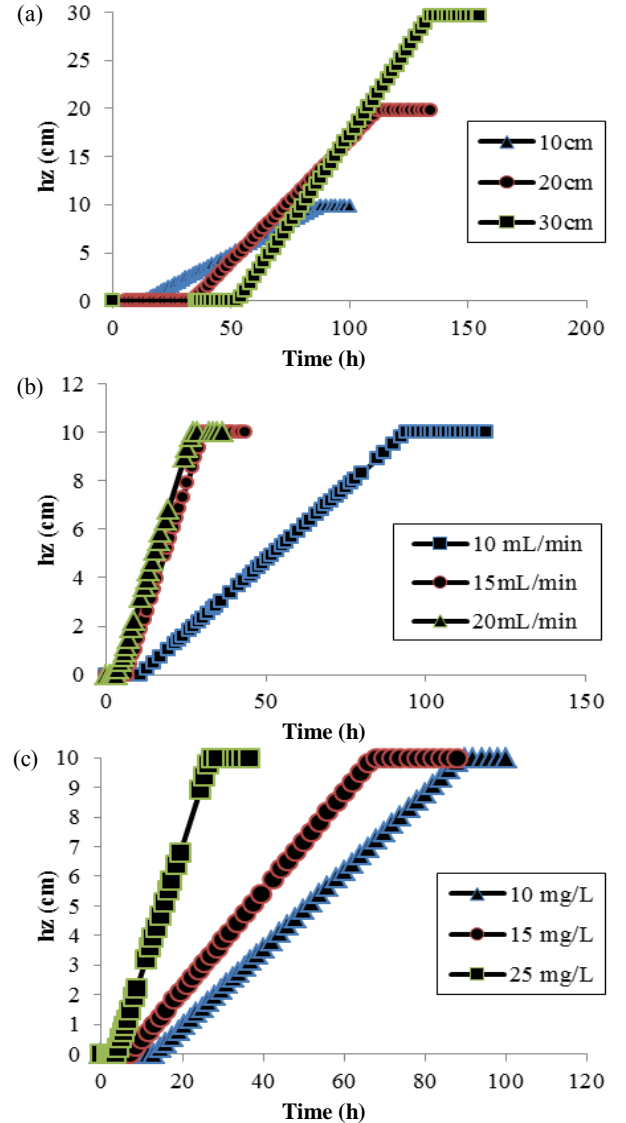 (a)
hz (cm)
30
25
20
15
10
5
0
0 50 100 150 200
Time (h)
10cm
20cm
30cm
(b)
hz (cm)
12
10
8
6
4
2
0
0 50 100 150
Time (h)
10 mL/min
15mL/min
20mL/min
(c)
hz (cm)
10
9
8
7
6
5
4
3
2
1
0
0 20 40 60 80 100 120
Time (h)
10 mg/L
15 mg/L
25 mg/L